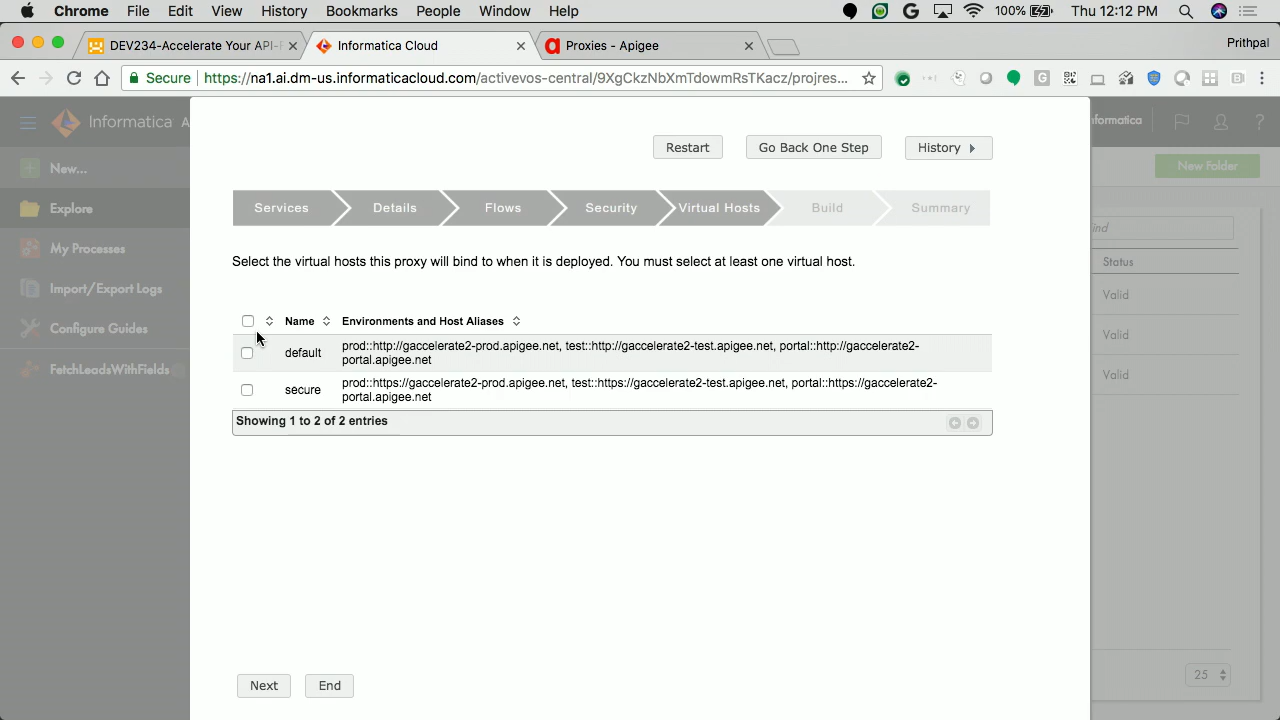 Chrome File Edit View History Bookmarks People Window Help 100% Thu 12:12 PM
DEV234-Accelerate Your API-F Informatica Cloud Proxies - Apigee Prithpal
Secure https://na1.ai.dm-us.informaticacloud.com/activevos-central/9XgCkzNbXmTdowmRsTKacz/projres...
Informatica A nformatica ?
New... New Folder
Explore
My Processes
Import/Export Logs
Configure Guides
FetchLeadsWithFields
Restart Go Back One Step History
Services Details Flows Security Virtual Hosts Build Summary
Select the virtual hosts this proxy will bind to when it is deployed. You must select at least one virtual host.
ind
Status
Valid
Valid
Valid
25
Name Environments and Host Aliases
default prod::http://gaccelerate2-prod.apigee.net, test::http://gaccelerate2-test.apigee.net, portal::http://gaccelerate2-
portal.apigee.net
secure prod::https://gaccelerate2-prod.apigee.net, test::https://gaccelerate2-test.apigee.net, portal::https://gaccelerate2-
portal.apigee.net
Showing 1 to 2 of 2 entries
Next End